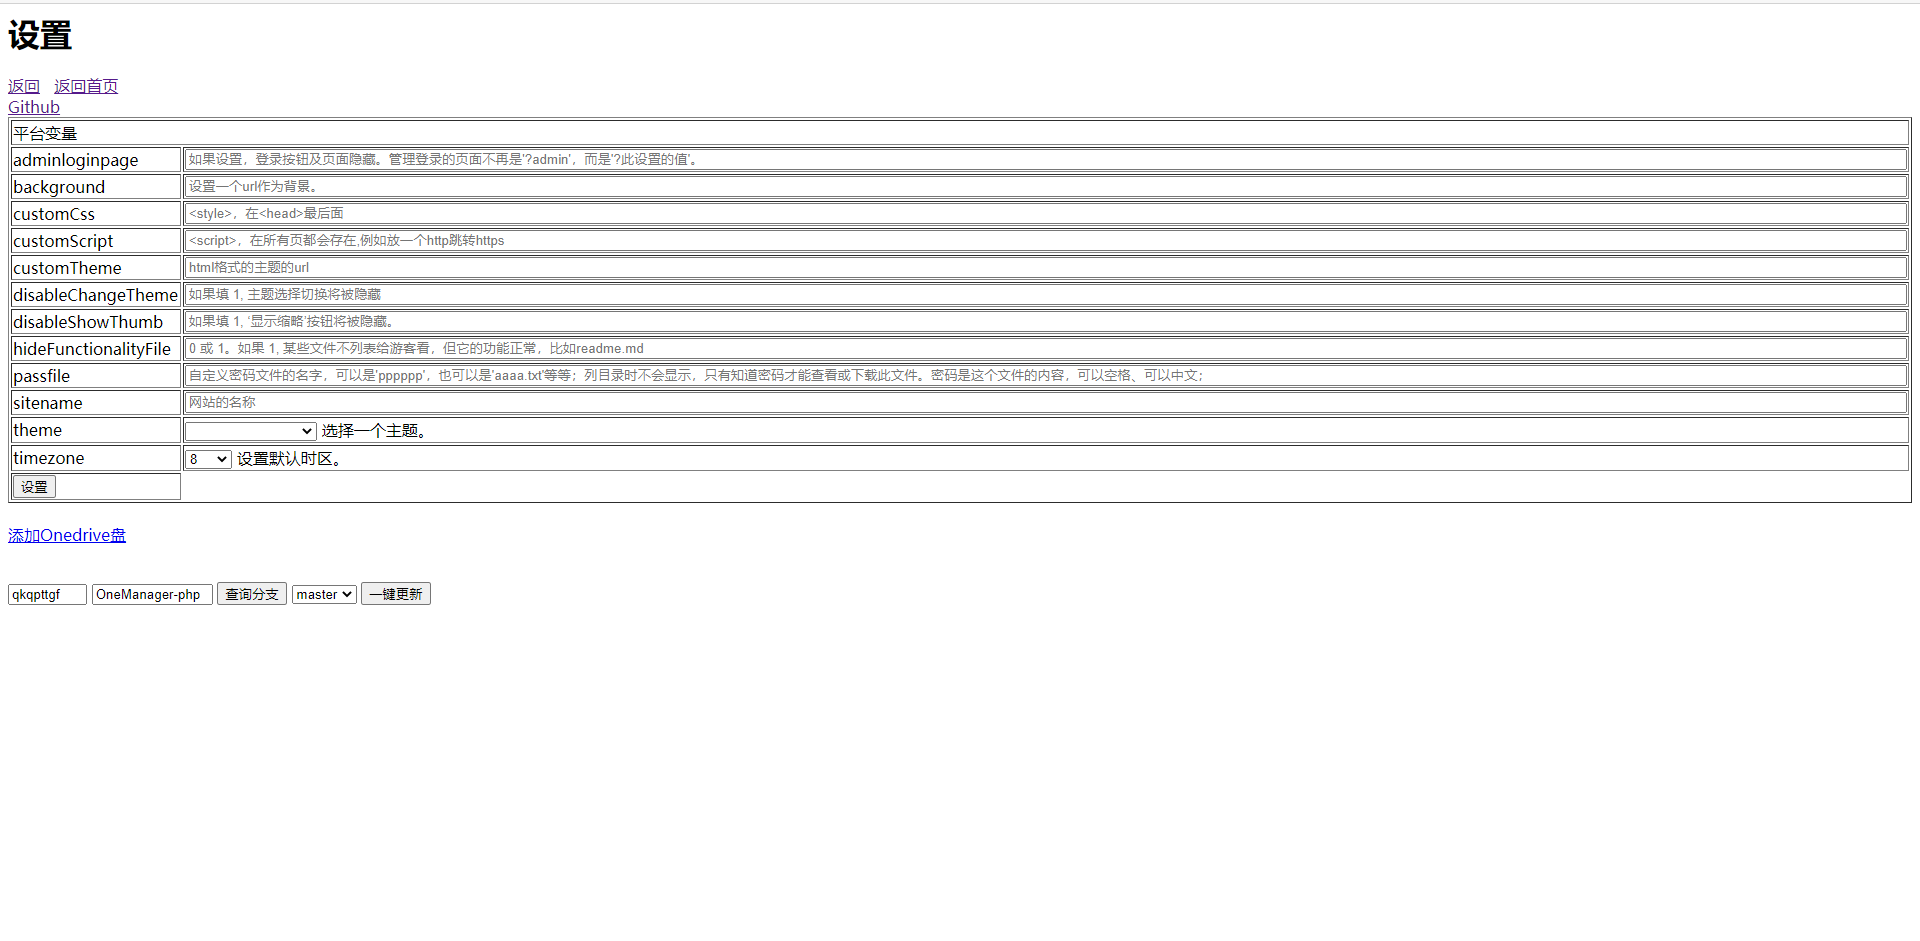 设置
返回 返回首页
Github
平台变量
adminloginpage 如果设置，登录按钮及页面隐藏。管理登录的页面不再是'?admin'，而是'?此设置的值'。
background 设置一个url作为背景。
customCss <style>，在<head>最后面
customScript <script>，在所有页都会存在,例如放一个http跳转https
customTheme html格式的主题的url
disableChangeTheme 如果填 1, 主题选择切换将被隐藏
disableShowThumb 如果填 1, ‘显示缩略’按钮将被隐藏。
hideFunctionalityFile 0 或 1。如果 1, 某些文件不列表给游客看，但它的功能正常，比如readme.md
passfile 自定义密码文件的名字，可以是'pppppp'，也可以是'aaaa.txt'等等；列目录时不会显示，只有知道密码才能查看或下载此文件。密码是这个文件的内容，可以空格、可以中文；
sitename 网站的名称
theme 选择一个主题。
timezone 8 设置默认时区。
设置
添加Onedrive盘
qkqpttgf OneManager-php 查询分支 master 一键更新